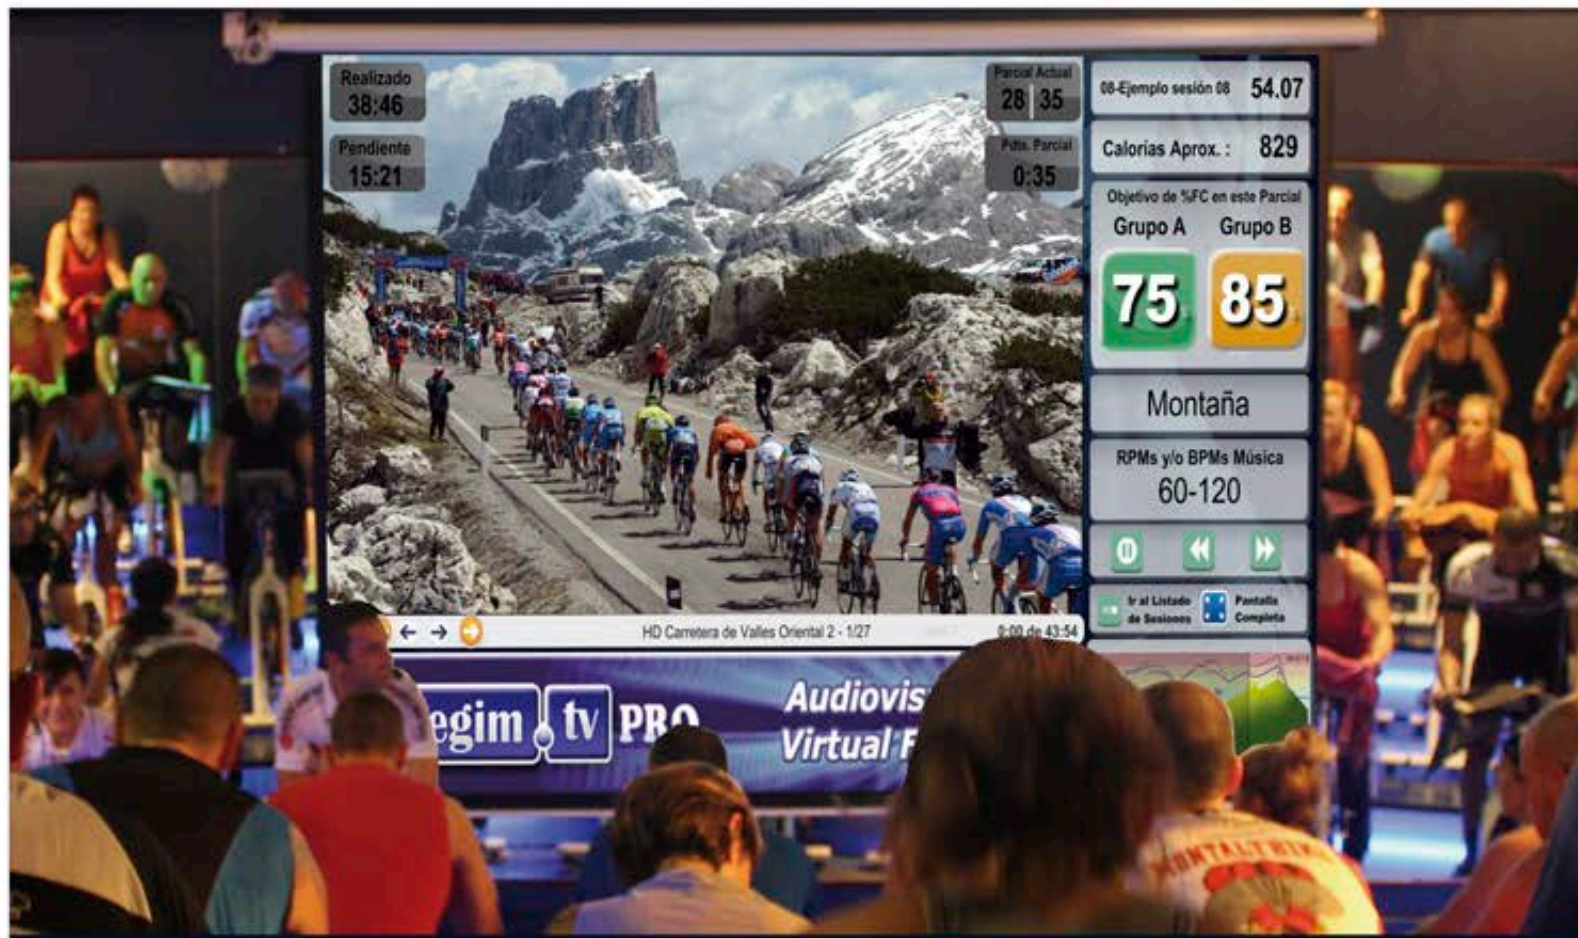 Realizado
38:46
Pendiente
15:21
Parcial Actual
28 35
Pdte. Parcial
0:35
08-Ejemplo sesión 08 54.07
Calorias Aprox. : 829
Objetivo de %FC en este Parcial
Grupo A Grupo B
75 85
Montaña
RPMs y/o BPMs Música
60-120
Ir al Listado
de Sesiones
Pantalla
Completa
HD Carretera de Valles Oriental 2 - 1/27
0:00 de 43:54
egim tv PRO
Audiovis
Virtual F